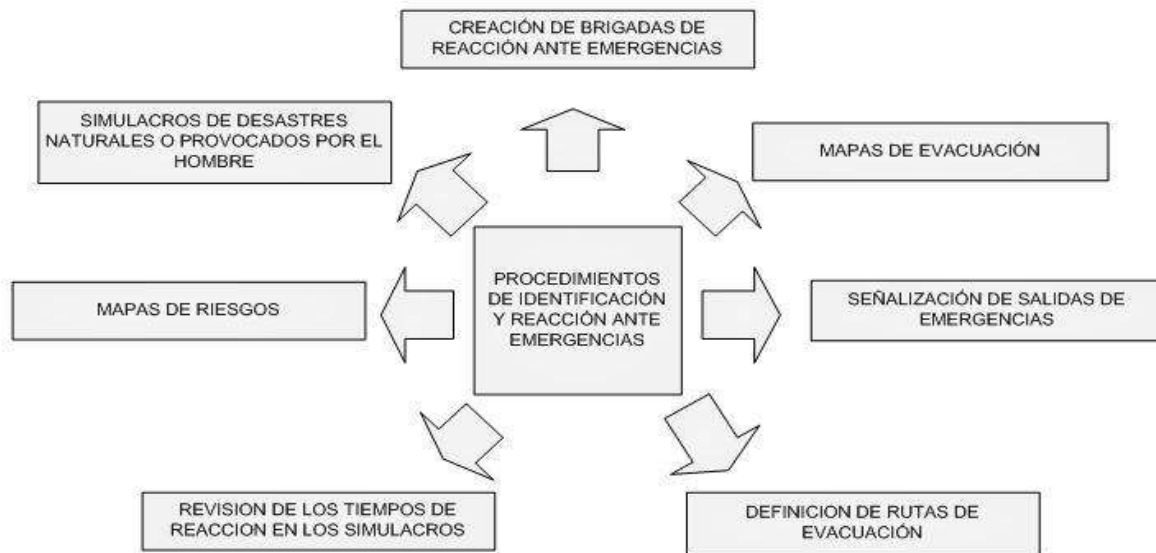 CREACIÓN DE BRIGADAS DE
REACCIÓN ANTE EMERGENCIAS
SIMULACROS DE DESASTRES
NATURALES O PROVOCADOS POR EL
HOMBRE
MAPAS DE EVACUACIÓN
PROCEDIMIENTOS
DE IDENTIFICACIÓN
Y REACCIÓN ANTE
EMERGENCIAS
MAPAS DE RIESGOS
SEÑALIZACIÓN DE SALIDAS DE
EMERGENCIAS
REVISION DE LOS TIEMPOS DE
REACCION EN LOS SIMULACROS
DEFINICION DE RUTAS DE
EVACUACIÓN